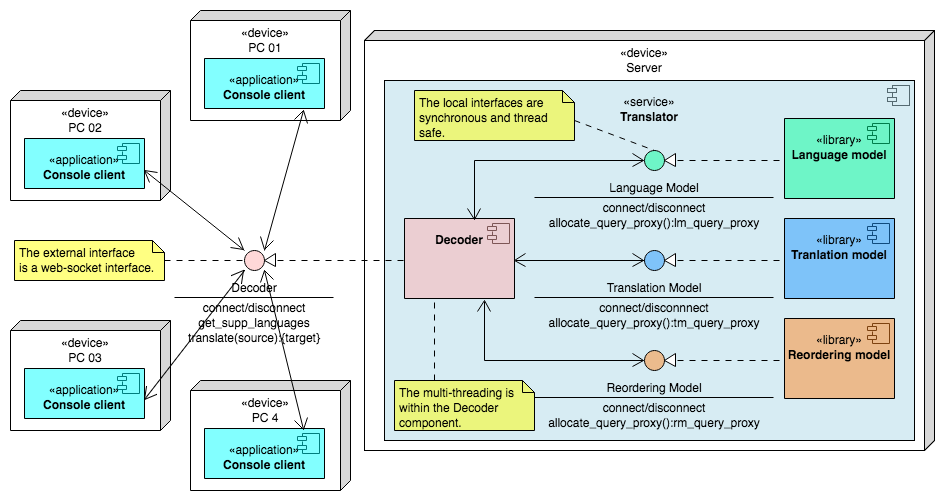 «device»
PC 01
«application»
Console client
«device»
PC 02
«application»
Console client
The external interface
is a web-socket interface.
Decoder
connect/disconnect
get_supp_languages
translate(source):{target}
«device»
PC 03
«application»
Console client
«device»
PC 4
«application»
Console client
«device»
Server
«service»
Translator
The local interfaces are
synchronous and thread
safe.
«library»
Language model
Language Model
connect/disconnect
allocate_query_proxy():lm_query_proxy
Decoder
«library»
Tranlation model
Translation Model
connect/disconnnect
allocate_query_proxy():tm_query_proxy
«library»
Reordering model
Reordering Model
connect/disconnect
allocate_query_proxy():rm_query_proxy
The multi-threading is
within the Decoder
component.